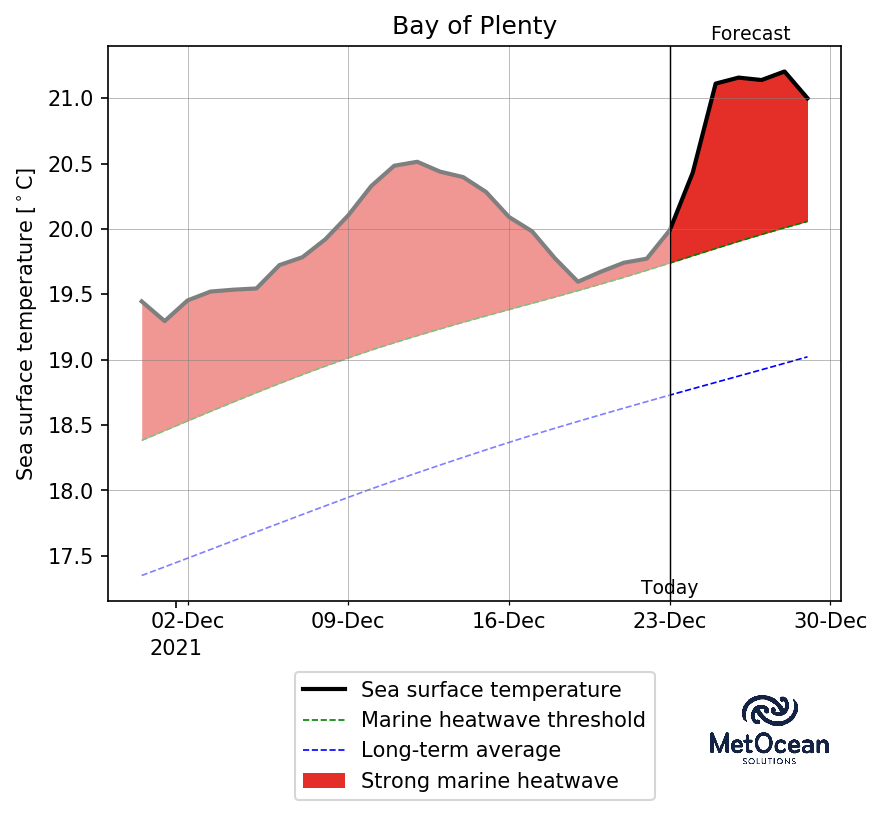 Bay of Plenty
Forecast
Sea surface temperature [°C]
21.0
20.5
20.0
19.5
19.0
18.5
18.0
17.5
Today
02-Dec 09-Dec 16-Dec 23-Dec 30-Dec
2021
Sea surface temperature
Marine heatwave threshold
Long-term average
Strong marine heatwave
MetOcean
SOLUTIONS